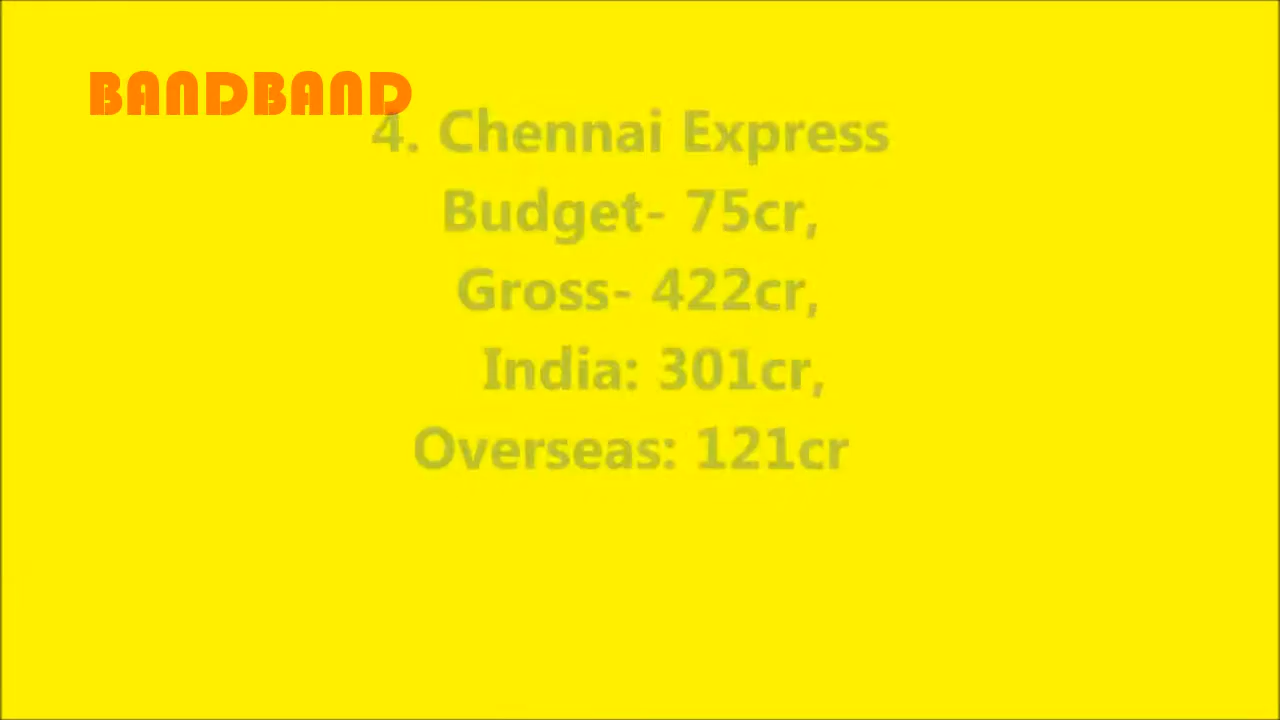 BANDBAND
4. Chennai Express
Budget- 75cr,
Gross- 422cr,
India: 301cr,
Overseas: 121cr